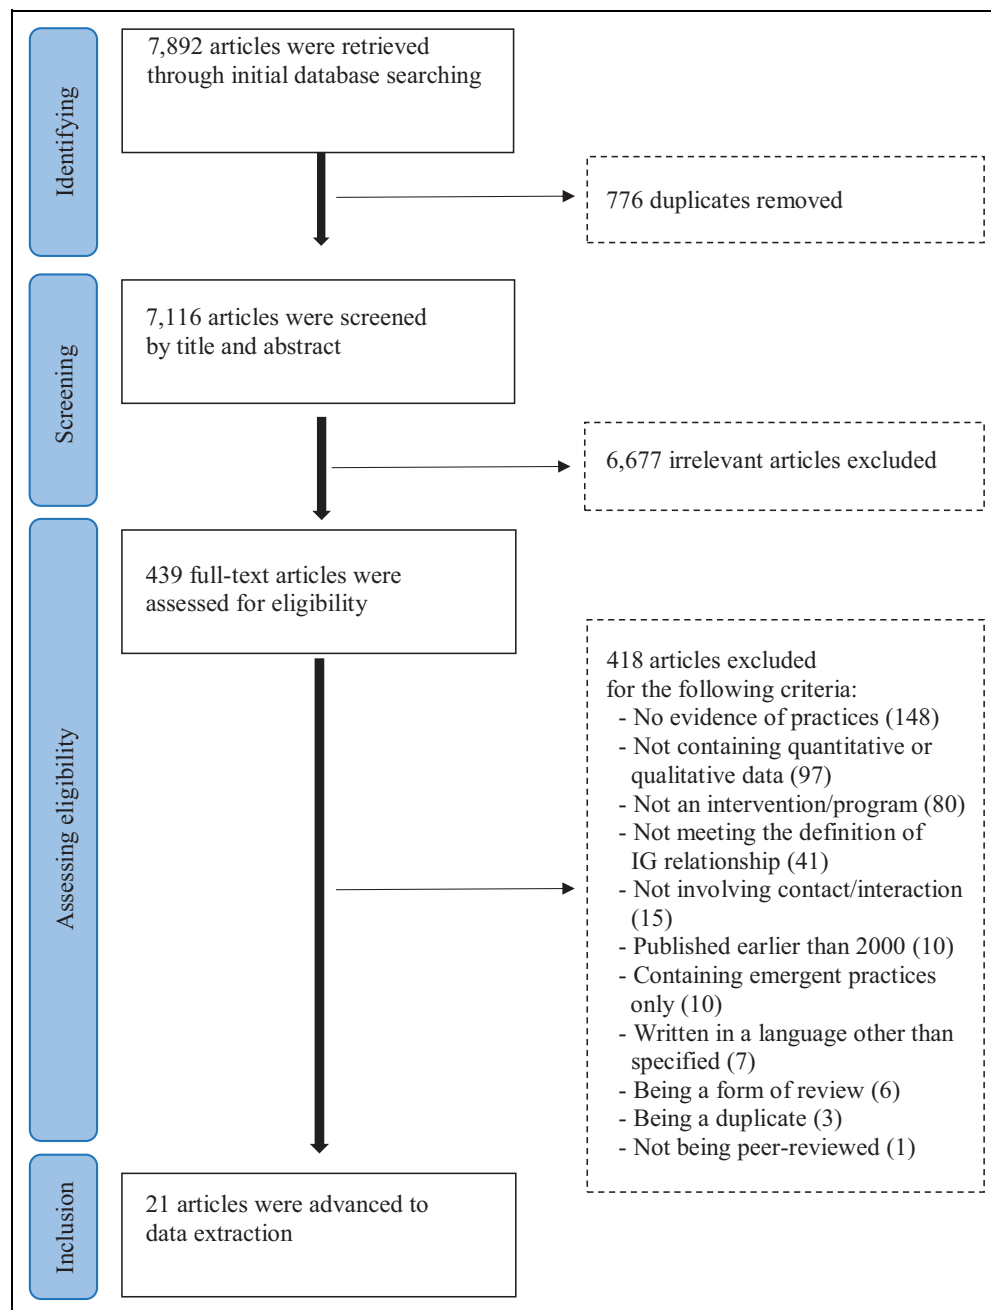 Identifying
7,892 articles were retrieved
through initial database searching
776 duplicates removed
Screening
7,116 articles were screened
by title and abstract
6,677 irrelevant articles excluded
Assessing eligibility
439 full-text articles were
assessed for eligibility
418 articles excluded
for the following criteria:
- No evidence of practices (148)
- Not containing quantitative or
qualitative data (97)
- Not an intervention/program (80)
- Not meeting the definition of
IG relationship (41)
- Not involving contact/interaction
(15)
- Published earlier than 2000 (10)
- Containing emergent practices
only (10)
- Written in a language other than
specified (7)
- Being a form of review (6)
- Being a duplicate (3)
- Not being peer-reviewed (1)
Inclusion
21 articles were advanced to
data extraction